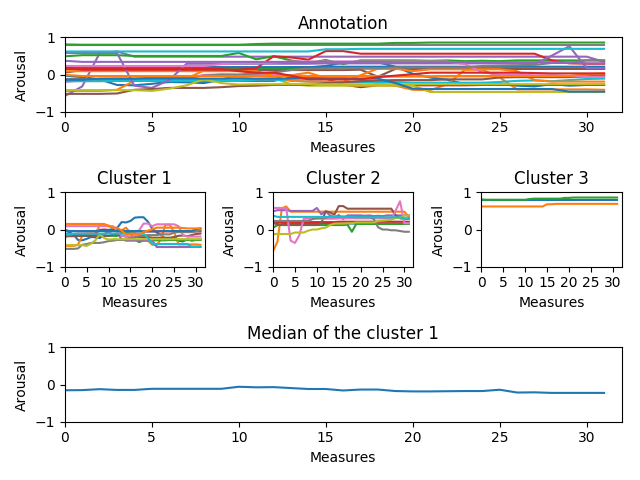 Annotation
1
0
−1
Arousal
0 5 10 15 20 25 30
Measures
Cluster 1 Cluster 2 Cluster 3
1 1 1
0 0 0
−1 −1 −1
Arousal Arousal Arousal
0 5 10 15 20 25 30 0 5 10 15 20 25 30 0 5 10 15 20 25 30
Measures Measures Measures
Median of the cluster 1
1
0
−1
Arousal
0 5 10 15 20 25 30
Measures